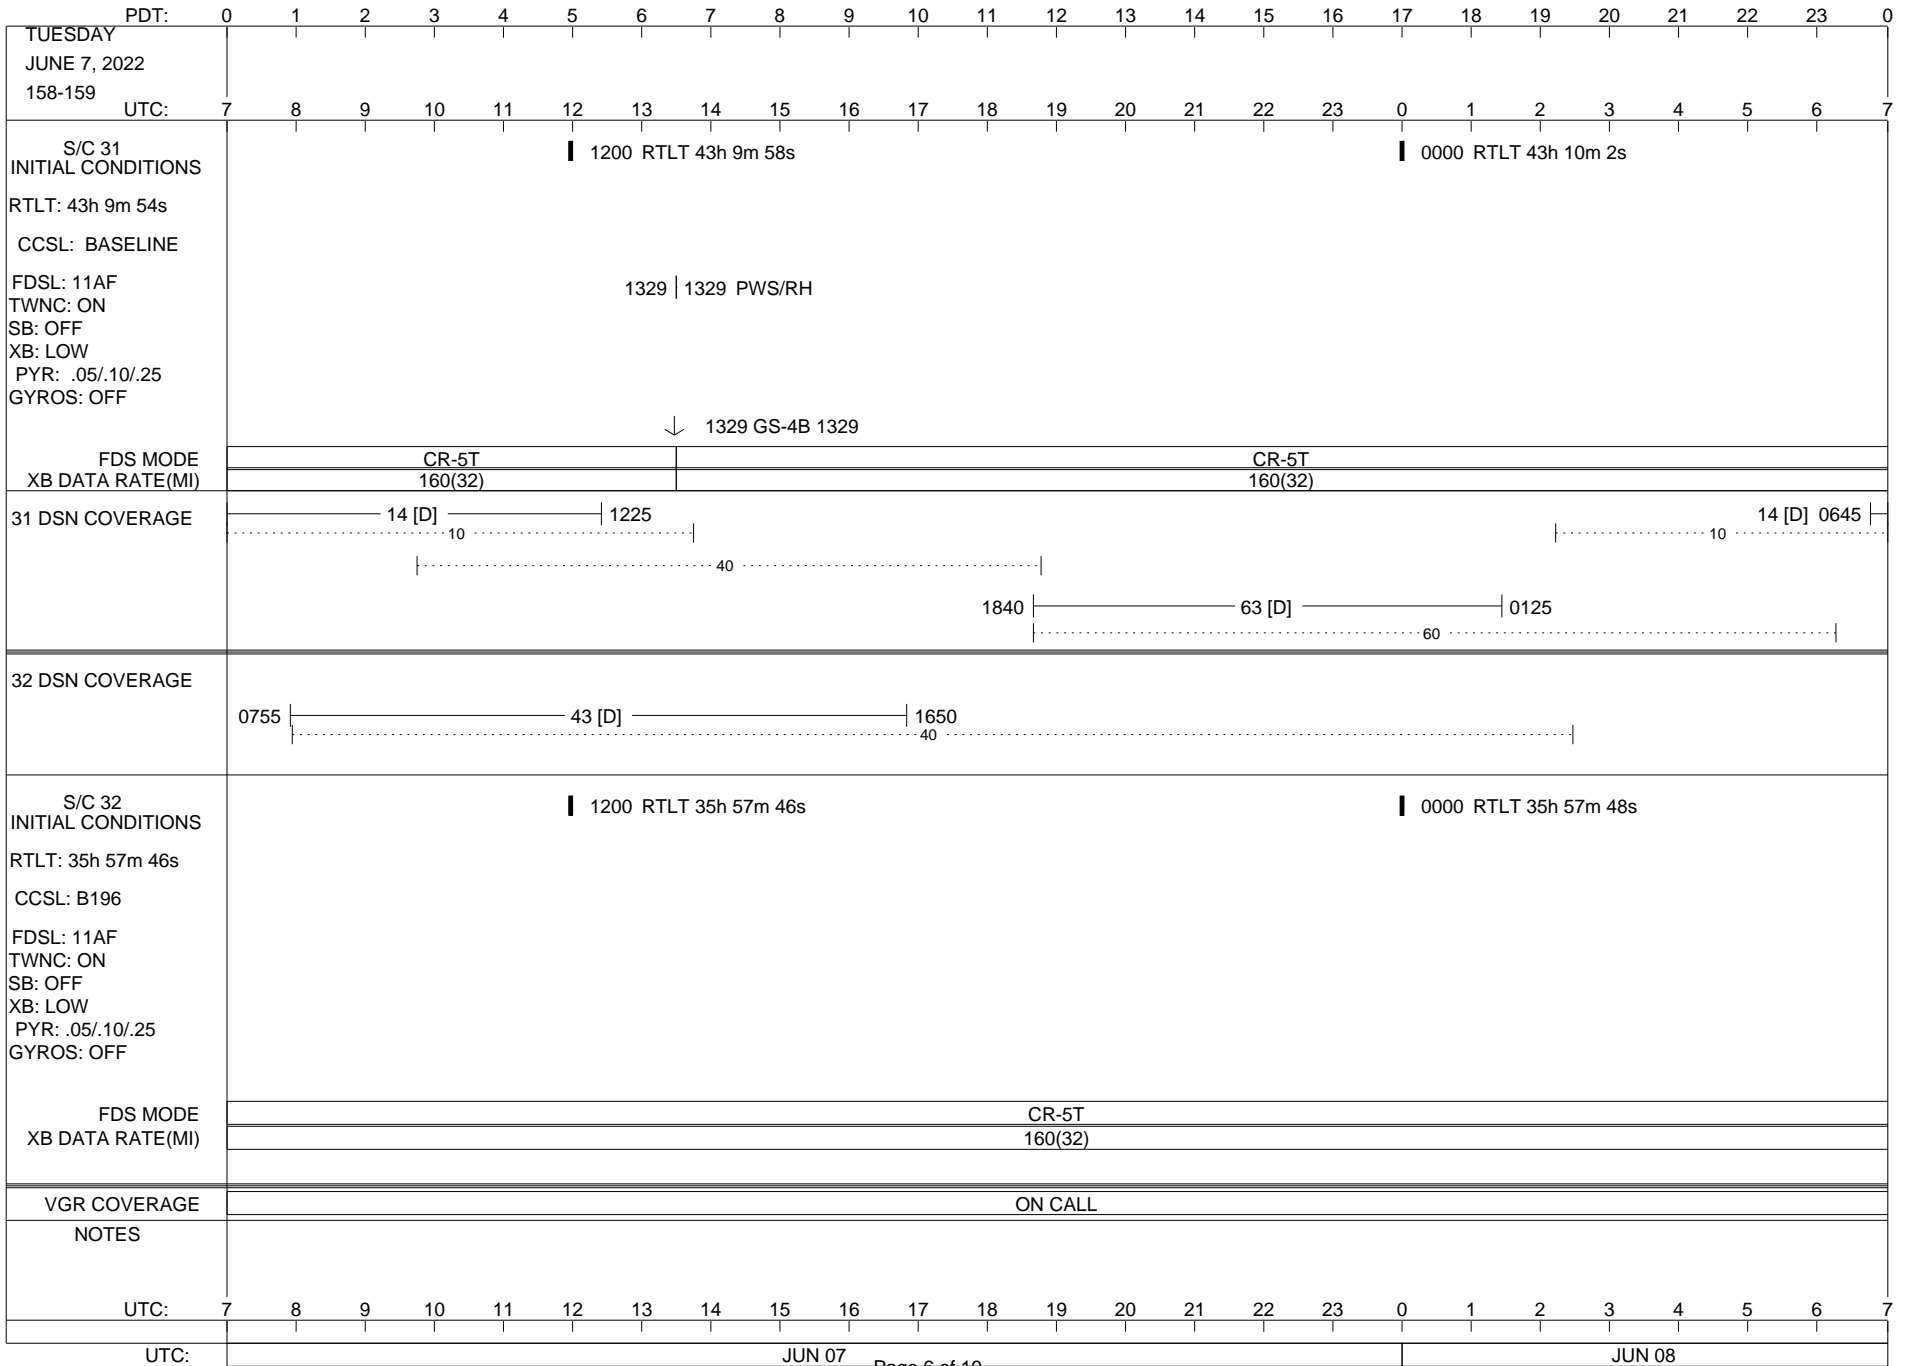 PDT: 0 1 2 3 4 5 6 7 8 9 10 11 12 13 14 15 16 17 18 19 20 21 22 23 0
TUESDAY
JUNE 7, 2022
158-159
UTC: 7 8 9 10 11 12 13 14 15 16 17 18 19 20 21 22 23 0 1 2 3 4 5 6 7
S/C 31
INITIAL CONDITIONS
1200 RTLT 43h 9m 58s
0000 RTLT 43h 10m 2s
RTLT: 43h 9m 54s
CCSL: BASELINE
FDSL: 11AF
1329 1329 PWS/RH
TWNC: ON
SB: OFF
XB: LOW
PYR: .05/.10/.25
GYROS: OFF
1329 GS-4B 1329
FDS MODE CR-5T CR-5T
XB DATA RATE(MI) 160(32) 160(32)
31 DSN COVERAGE 14 [D] 1225 14 [D] 0645
10 10
40
1840 63 [D] 0125
60
32 DSN COVERAGE
0755 43 [D] 1650
40
S/C 32
INITIAL CONDITIONS
1200 RTLT 35h 57m 46s
0000 RTLT 35h 57m 48s
RTLT: 35h 57m 46s
CCSL: B196
FDSL: 11AF
TWNC: ON
SB: OFF
XB: LOW
PYR: .05/.10/.25
GYROS: OFF
FDS MODE CR-5T
XB DATA RATE(MI) 160(32)
VGR COVERAGE ON CALL
NOTES
UTC: 7 8 9 10 11 12 13 14 15 16 17 18 19 20 21 22 23 0 1 2 3 4 5 6 7
UTC: JUN 07 JUN 08
Page 6 of 19